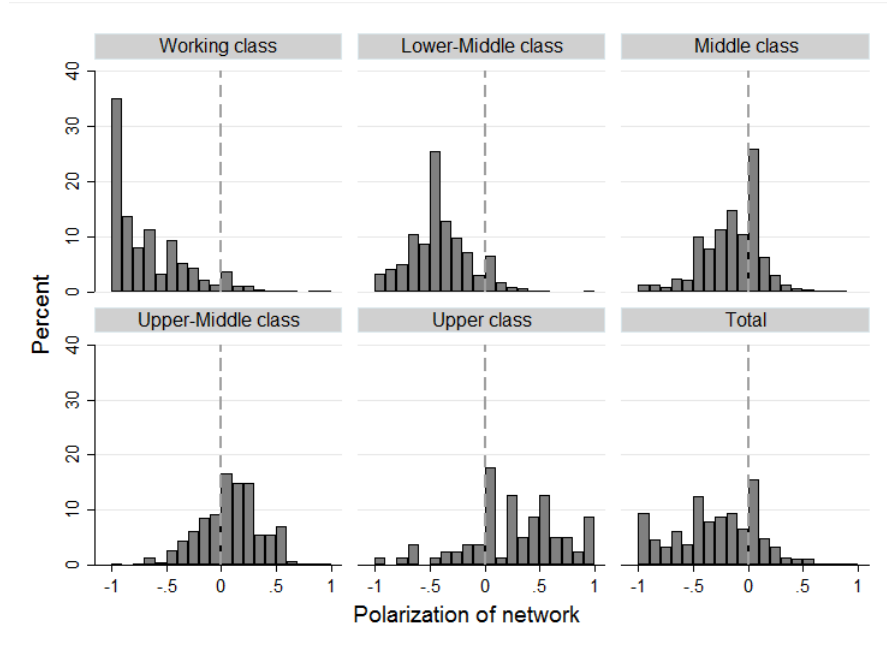 Working class
Lower-Middle class
Middle class
40
30
20
10
0
Upper-Middle class
Upper class
Total
40
30
20
10
0
-1 -.5 0 .5 1
-1 -.5 0 .5 1
-1 -.5 0 .5 1
Percent
Polarization of network